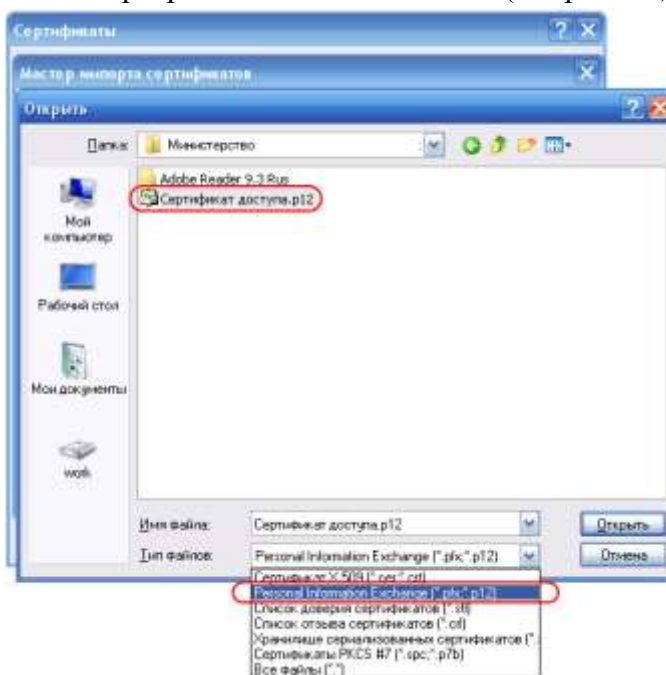 Сертификаты
Мастер импорта сертификатов
Открыть
Папка: Министерство
Adobe Reader 9.3 Rus
Сертификат доступа.p12
Мой компьютер
Рабочий стол
Мои документы
work
Имя файла: Сертификат доступа.p12 Открыть
Тип файлов: Personal Information Exchange (*.pfx;*.p12) Отмена
Сертификат X.509 (*.cer;*.crt)
Personal Information Exchange (*.pfx;*.p12)
Список доверия сертификатов (*.stl)
Список отзыва сертификатов (*.crl)
Хранилище сериализованных сертификатов (*.
Сертификаты PKCS #7 (*.spc;*.p7b)
Все файлы (*.*)